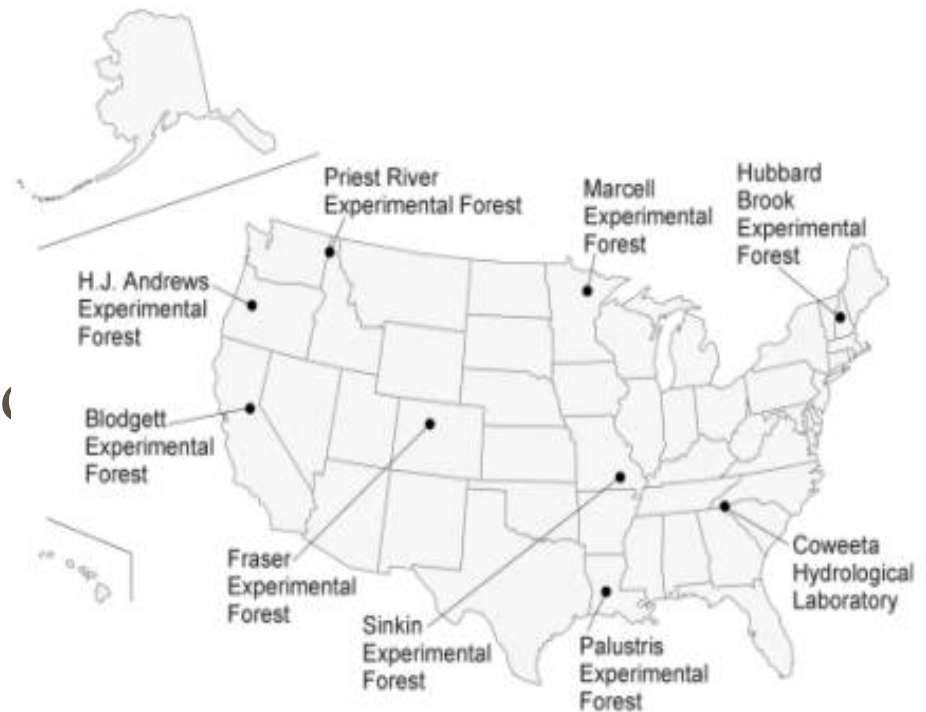 Priest River
Experimental Forest
Marcell
Experimental
Forest
Hubbard
Brook
Experimental
Forest
H.J. Andrews
Experimental
Forest
Blodgett
Experimental
Forest
Fraser
Experimental
Forest
Sinkin
Experimental
Forest
Palustris
Experimental
Forest
Coweeta
Hydrological
Laboratory